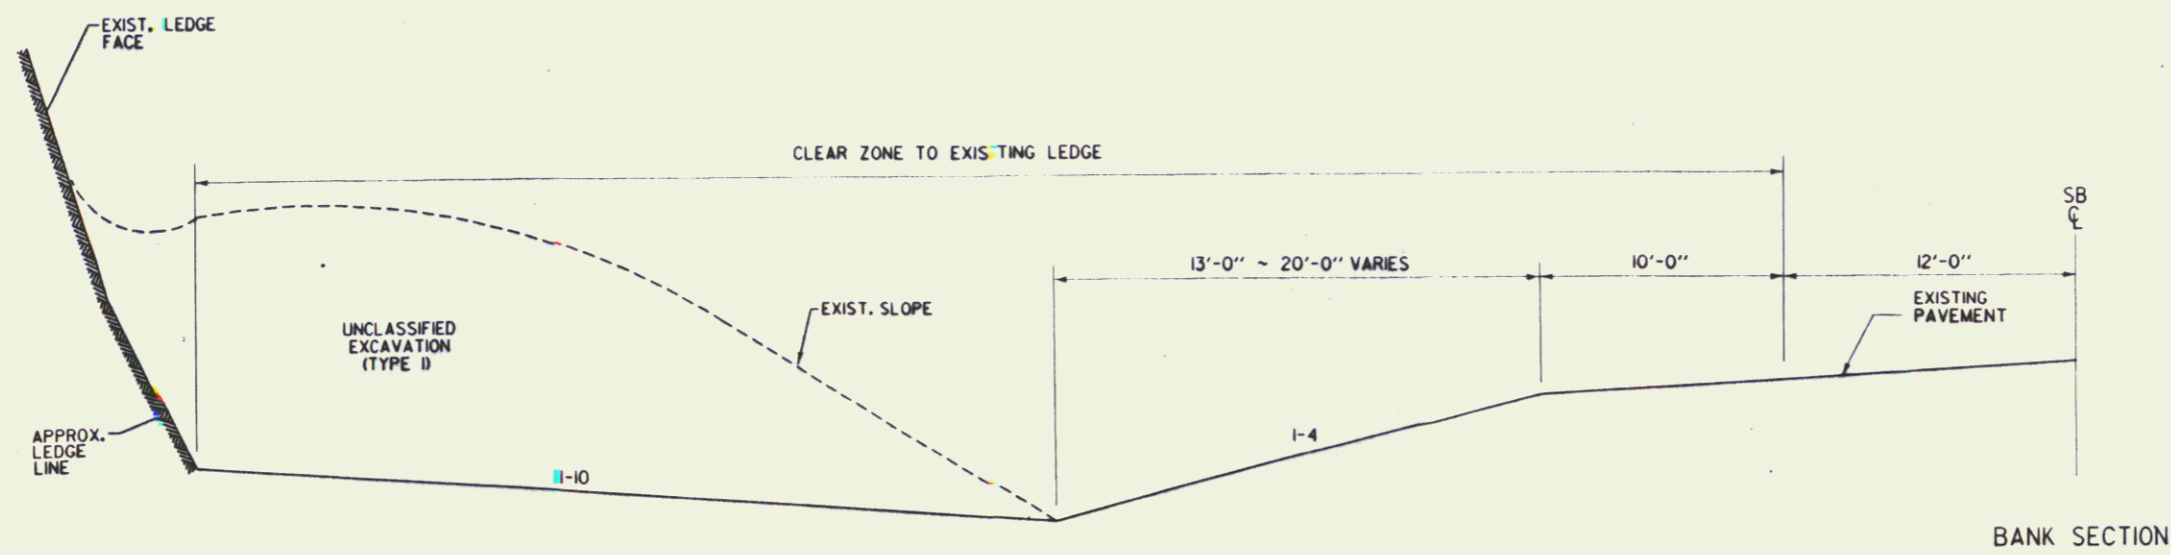 EXIST. LEDGE
FACE
CLEAR ZONE TO EXISTING LEDGE
SB
℄
13'-0'' ~ 20'-0'' VARIES
10'-0''
12'-0''
EXISTING
PAVEMENT
EXIST. SLOPE
UNCLASSIFIED
EXCAVATION
(TYPE I)
APPROX.
LEDGE
LINE
1-4
1-10
BANK SECTION